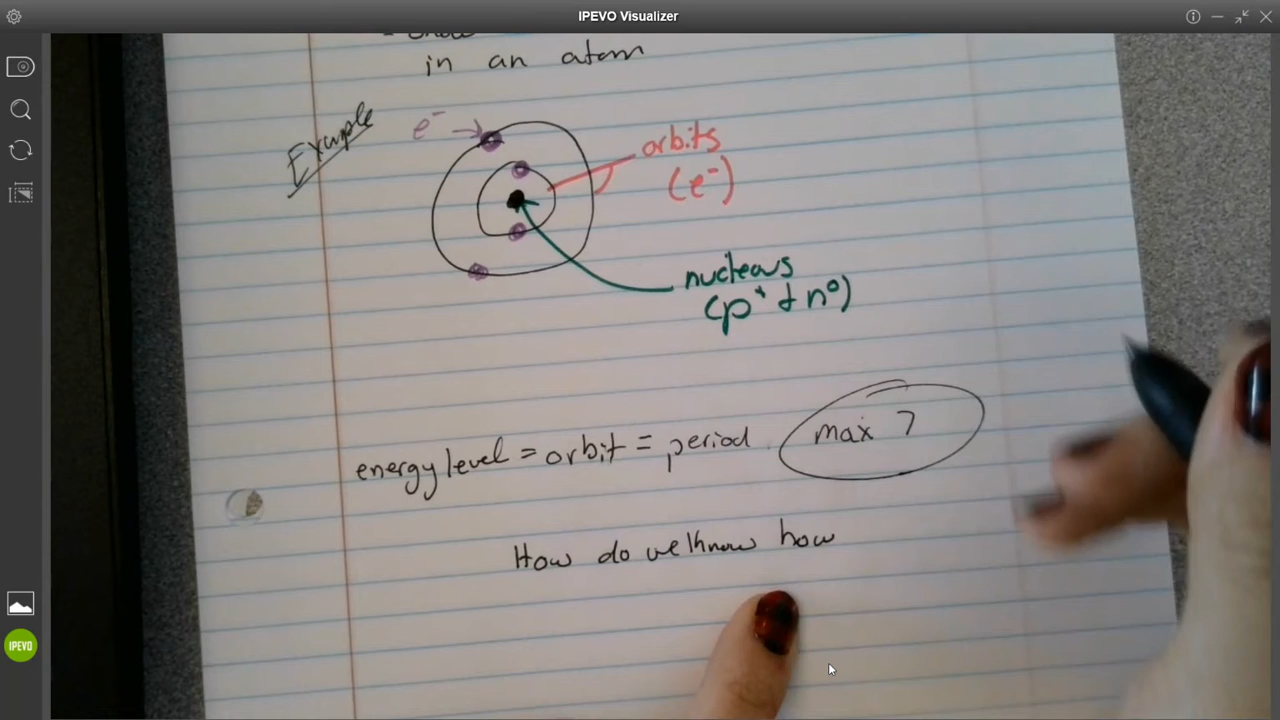 IPEVO Visualizer
in an atom
Example
e⁻
orbits
(e⁻)
nucleus
(p⁺ + n⁰)
energy level = orbit = period
max 7
How do we know how
IPEVO